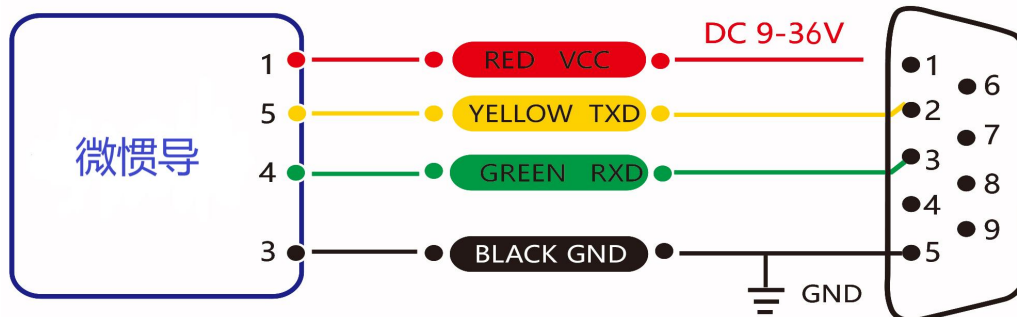 DC 9-36V
1 RED VCC 1
6
5 YELLOW TXD 2
7
微惯导
4 GREEN RXD 3
8
4
9
3 BLACK GND 5
GND